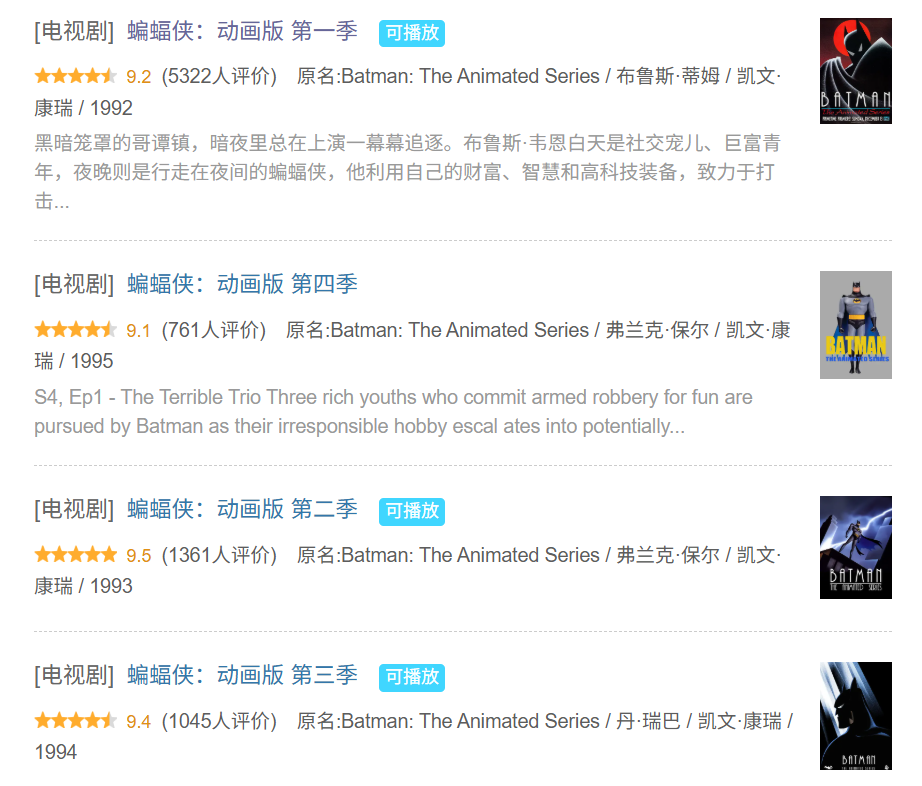 [电视剧] 蝙蝠侠：动画版 第一季 可播放
9.2 (5322人评价) 原名:Batman: The Animated Series / 布鲁斯·蒂姆 / 凯文·
康瑞 / 1992
黑暗笼罩的哥谭镇，暗夜里总在上演一幕幕追逐。布鲁斯·韦恩白天是社交宠儿、巨富青
年，夜晚则是行走在夜间的蝙蝠侠，他利用自己的财富、智慧和高科技装备，致力于打
击...
BATMAN
[电视剧] 蝙蝠侠：动画版 第四季
9.1 (761人评价) 原名:Batman: The Animated Series / 弗兰克·保尔 / 凯文·康
瑞 / 1995
S4, Ep1 - The Terrible Trio Three rich youths who commit armed robbery for fun are
pursued by Batman as their irresponsible hobby escal ates into potentially...
BATMAN
THE ANIMATED SERIES
[电视剧] 蝙蝠侠：动画版 第二季 可播放
9.5 (1361人评价) 原名:Batman: The Animated Series / 弗兰克·保尔 / 凯文·
康瑞 / 1993
BATMAN
THE ANIMATED SERIES
[电视剧] 蝙蝠侠：动画版 第三季 可播放
9.4 (1045人评价) 原名:Batman: The Animated Series / 丹·瑞巴 / 凯文·康瑞 /
1994
BATMAN